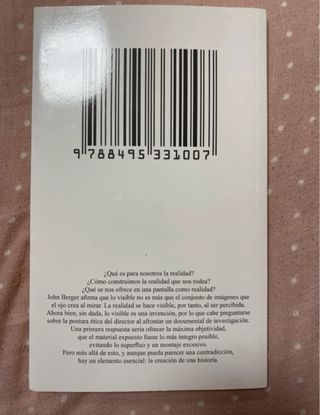 9 788495 331007
¿Qué es para nosotros la realidad?
¿Cómo construimos la realidad que nos rodea?
¿Qué se nos ofrece en una pantalla como realidad?
John Berger afirma que lo visible no es más que el conjunto de imágenes que
el ojo crea al mirar. La realidad se hace visible, por tanto, al ser percibida.
Ahora bien, sin dada, lo visible es una invención, por lo que cabe preguntarse
sobre la postura ética del director al afrontar un documental de investigación.
Una primera respuesta sería ofrecer la máxima objetividad,
que el material expuesto fuese lo más integro posible,
evitando lo superfluo y un montaje excesivo.
Pero más allá de esto, y aunque pueda parecer una contradicción,
hay un elemento esencial: la creación de una historia.